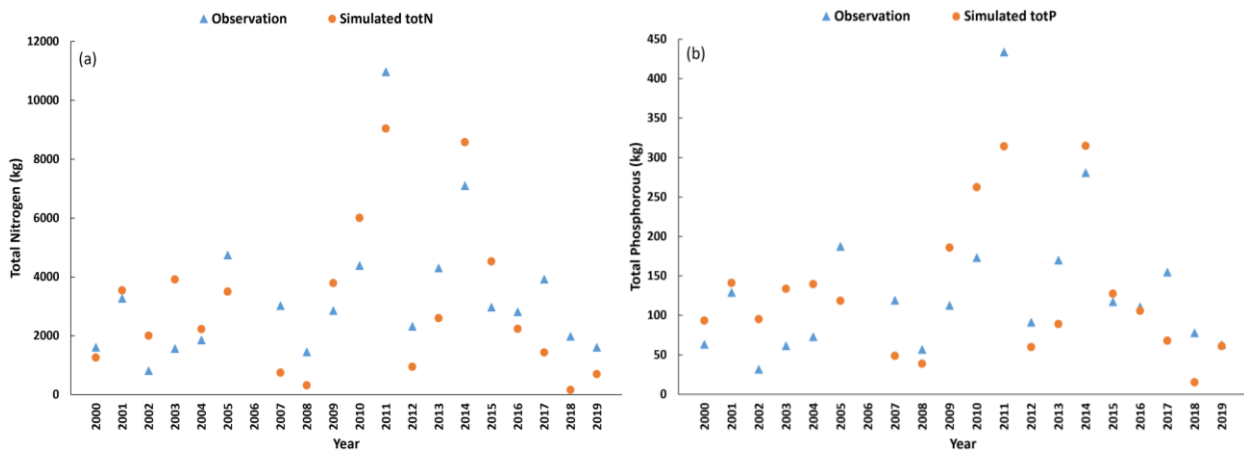 Observation Simulated totN
(a)
12000
10000
8000
6000
4000
2000
0
Total Nitrogen (kg)
2000 2001 2002 2003 2004 2005 2006 2007 2008 2009 2010 2011 2012 2013 2014 2015 2016 2017 2018 2019
Year
Observation Simulated totP
(b)
450
400
350
300
250
200
150
100
50
0
Total Phosphorous (kg)
2000 2001 2002 2003 2004 2005 2006 2007 2008 2009 2010 2011 2012 2013 2014 2015 2016 2017 2018 2019
Year